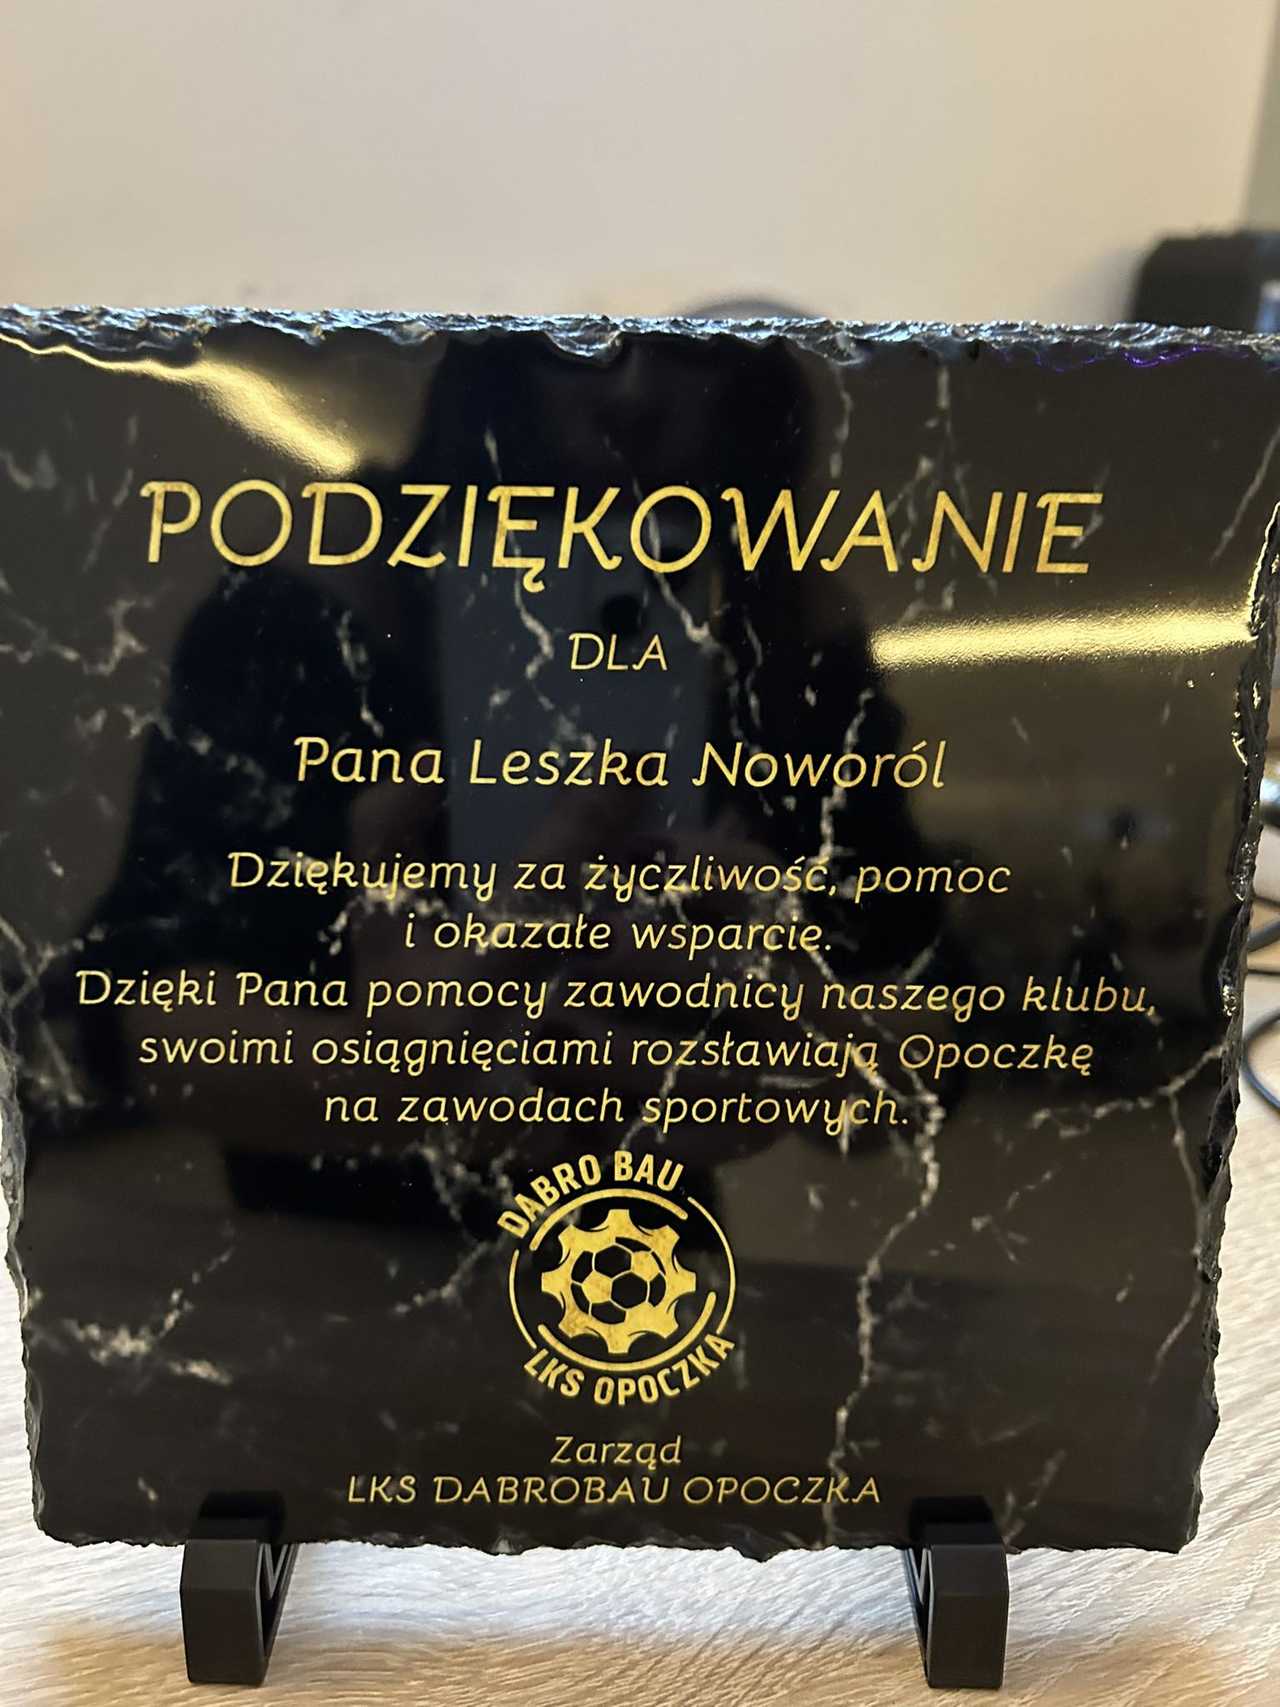 PODZIĘKOWANIE
DLA
Pana Leszka Noworól
Dziękujemy za życzliwość, pomoc
i okazałe wsparcie.
Dzięki Pana pomocy zawodnicy naszego klubu,
swoimi osiągnięciami rozsławiają Opoczkę
na zawodach sportowych.
DABRO BAU
LKS OPOCZKA
Zarząd
LKS DABROBAU OPOCZKA